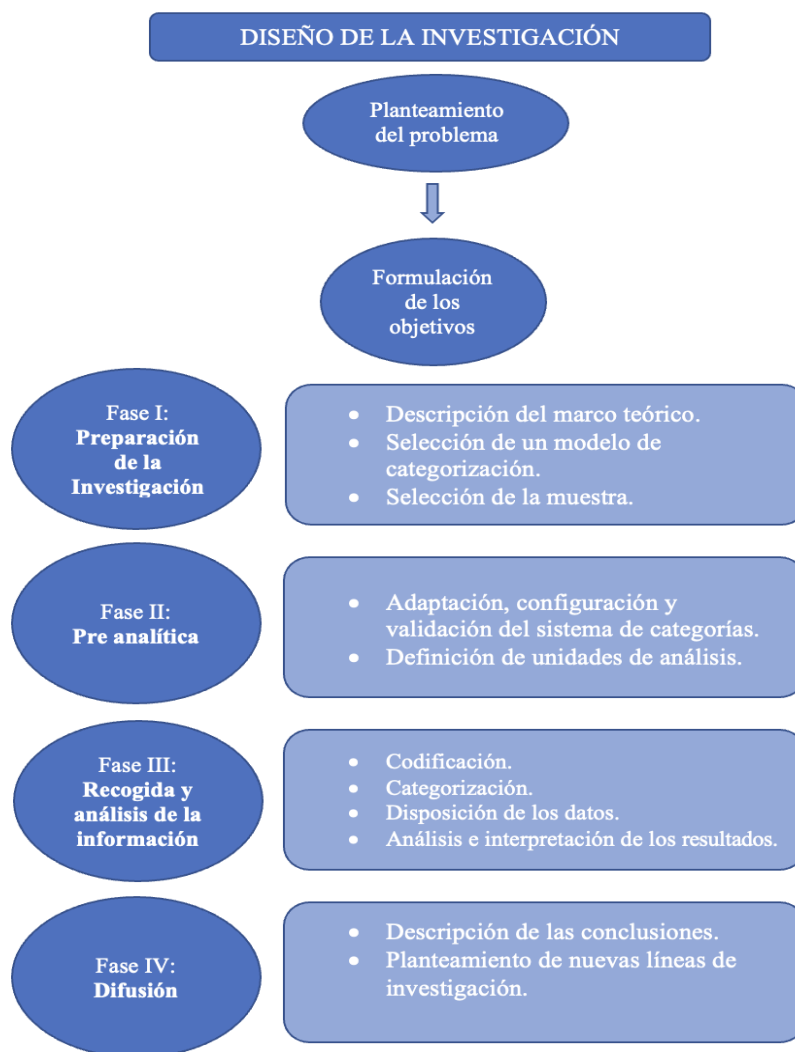 DISEÑO DE LA INVESTIGACIÓN
Planteamiento
del problema
Formulación
de los
objetivos
Fase I:
Preparación
de la
Investigación
• Descripción del marco teórico.
• Selección de un modelo de
categorización.
• Selección de la muestra.
Fase II:
Pre analítica
• Adaptación, configuración y
validación del sistema de categorías.
• Definición de unidades de análisis.
Fase III:
Recogida y
análisis de la
información
• Codificación.
• Categorización.
• Disposición de los datos.
• Análisis e interpretación de los resultados.
Fase IV:
Difusión
• Descripción de las conclusiones.
• Planteamiento de nuevas líneas de
investigación.